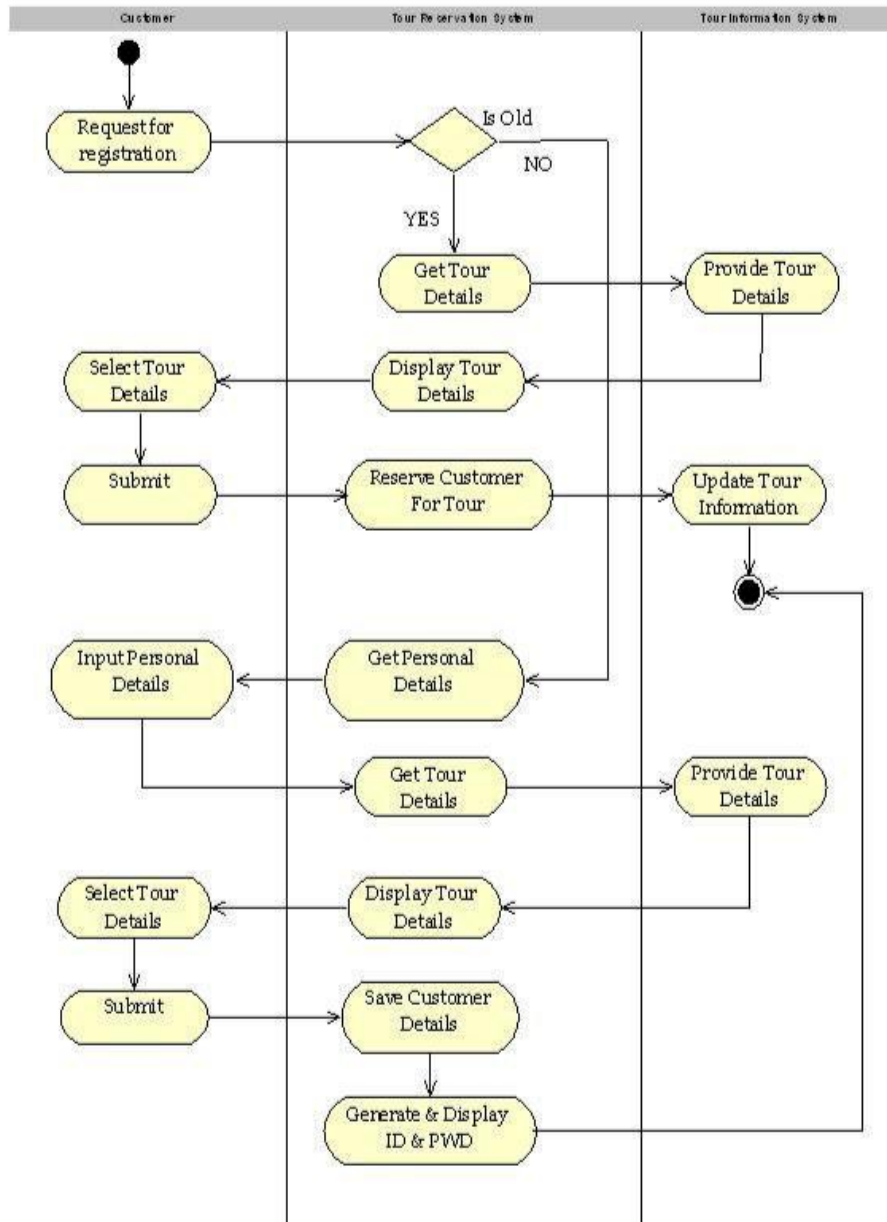 Customer
Tour Reservation System
Tour Information System
Request for
registration
Is Old
NO
YES
Get Tour
Details
Provide Tour
Details
Select Tour
Details
Display Tour
Details
Submit
Reserve Customer
For Tour
Update Tour
Information
Input Personal
Details
Get Personal
Details
Get Tour
Details
Provide Tour
Details
Select Tour
Details
Display Tour
Details
Submit
Save Customer
Details
Generate & Display
ID & PWD